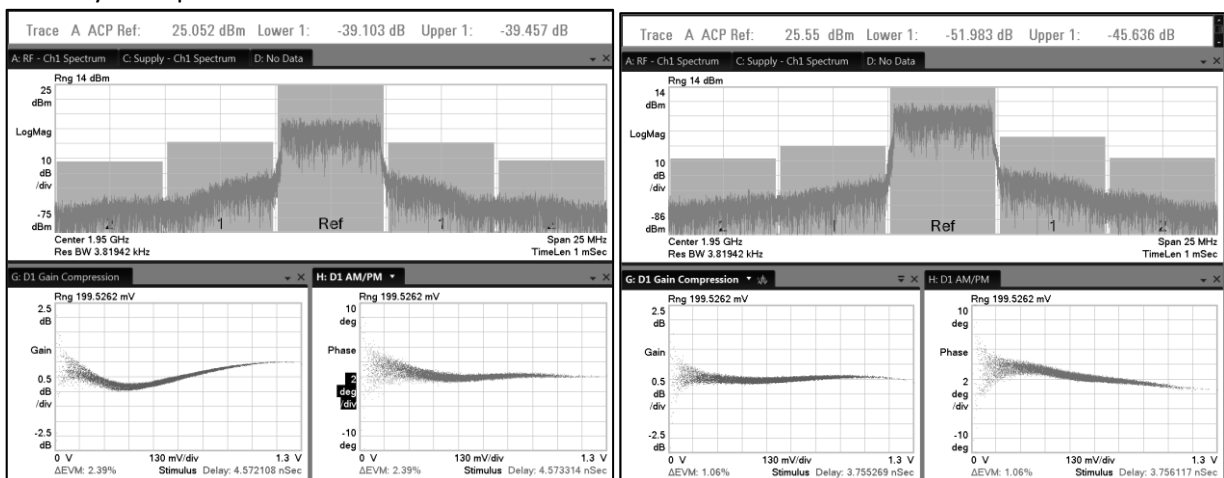 Trace A ACP Ref: 25.052 dBm Lower 1: -39.103 dB Upper 1: -39.457 dB
A: RF - Ch1 Spectrum C: Supply - Ch1 Spectrum D: No Data
Rng 14 dBm
25
dBm
LogMag
10
dB
/div
-75
dBm
2 1 Ref 1 2
Center 1.95 GHz Span 25 MHz
Res BW 3.81942 kHz TimeLen 1 mSec
G: D1 Gain Compression
Rng 199.5262 mV
2.5
dB
Gain
0.5
dB
/div
-2.5
dB
0 V 130 mV/div 1.3 V
ΔEVM: 2.39% Stimulus Delay: 4.572108 nSec
H: D1 AM/PM
Rng 199.5262 mV
10
deg
Phase
2
deg
/div
-10
deg
0 V 130 mV/div 1.3 V
ΔEVM: 2.39% Stimulus Delay: 4.573314 nSec
Trace A ACP Ref: 25.55 dBm Lower 1: -51.983 dB Upper 1: -45.636 dB
A: RF - Ch1 Spectrum C: Supply - Ch1 Spectrum D: No Data
Rng 14 dBm
14
dBm
LogMag
10
dB
/div
-86
dBm
2 1 Ref 1 2
Center 1.95 GHz Span 25 MHz
Res BW 3.81942 kHz TimeLen 1 mSec
G: D1 Gain Compression
Rng 199.5262 mV
2.5
dB
Gain
0.5
dB
/div
-2.5
dB
0 V 130 mV/div 1.3 V
ΔEVM: 1.06% Stimulus Delay: 3.755269 nSec
H: D1 AM/PM
Rng 199.5262 mV
10
deg
Phase
2
deg
/div
-10
deg
0 V 130 mV/div 1.3 V
ΔEVM: 1.06% Stimulus Delay: 3.756117 nSec